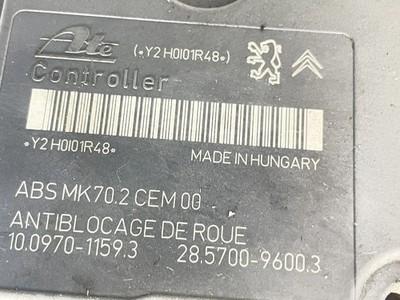 Ate (*Y2 H0I01R48*)
Controller
*Y2 H0I01R48*
MADE IN HUNGARY
ABS MK70.2 CEM 00
ANTIBLOCAGE DE ROUE
10.0970-1159.3 28.5700-9600.3